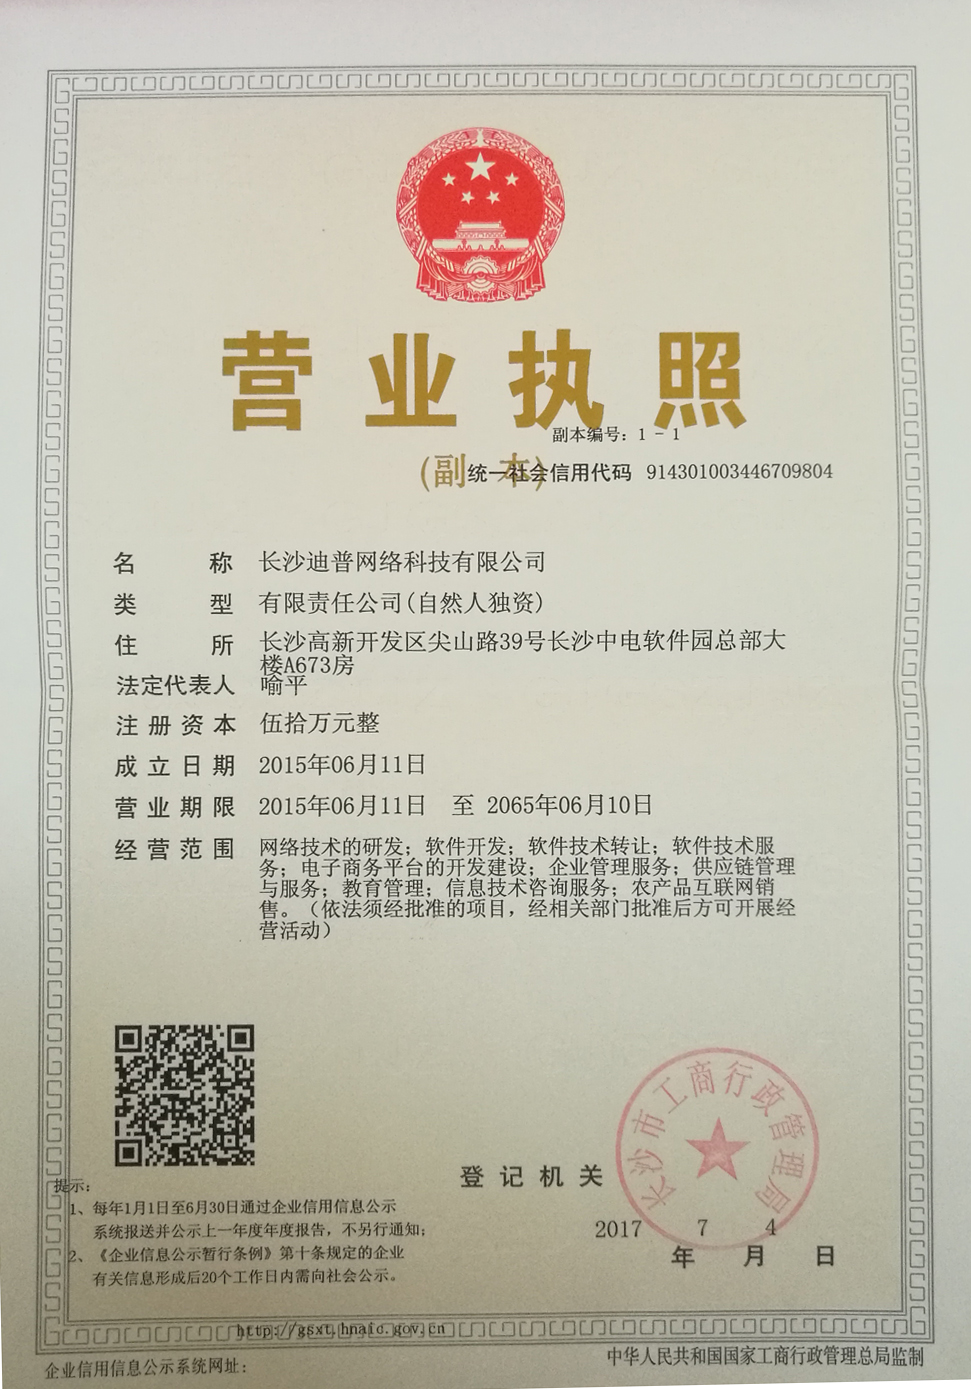 营业执照
副本编号：1-1
(副 本)
统一社会信用代码 914301003446709804
名称 长沙迪普网络科技有限公司
类型 有限责任公司(自然人独资)
住所 长沙高新开发区尖山路39号长沙中电软件园总部大
楼A673房
法定代表人 喻平
注册资本 伍拾万元整
成立日期 2015年06月11日
营业期限 2015年06月11日 至 2065年06月10日
经营范围 网络技术的研发；软件开发；软件技术转让；软件技术服
务；电子商务平台的开发建设；企业管理服务；供应链管理
与服务；教育管理；信息技术咨询服务；农产品互联网销
售。（依法须经批准的项目，经相关部门批准后方可开展经
营活动）
长沙市工商行政管理局
登记机关
2017 7 4
年 月 日
提示：
1、每年1月1日至6月30日通过企业信用信息公示
系统报送并公示上一年度年度报告，不另行通知；
2、《企业信息公示暂行条例》第十条规定的企业
有关信息形成后20个工作日内需向社会公示。
http://gsxt.hnaic.gov.cn
企业信用信息公示系统网址：
中华人民共和国国家工商行政管理总局监制